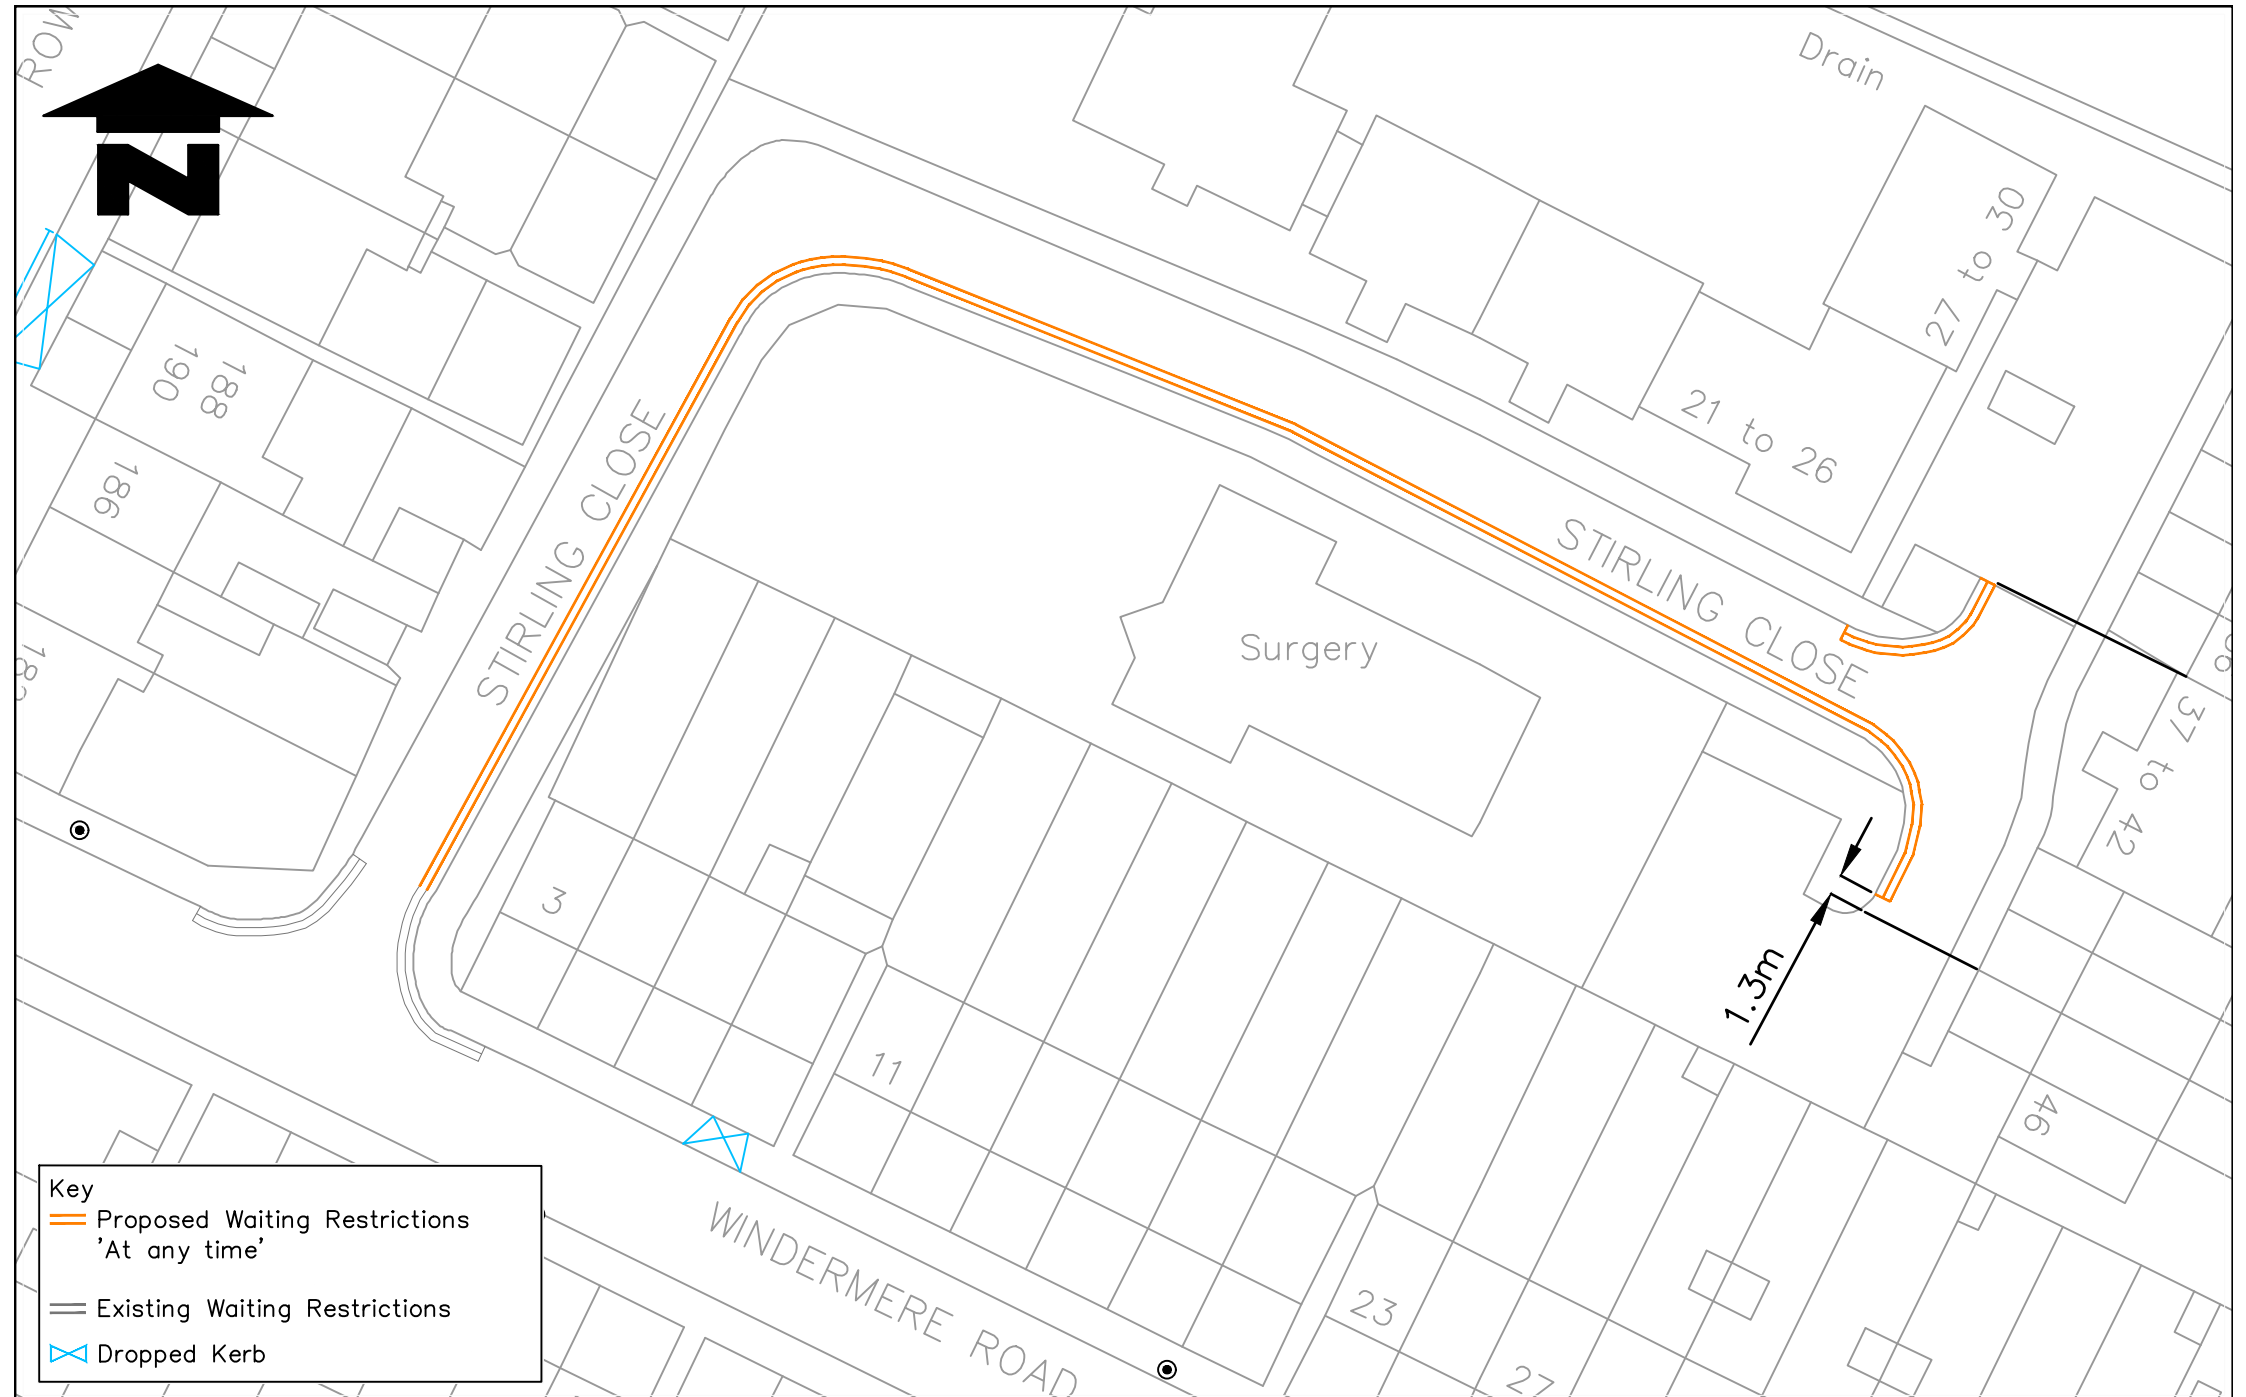 ROW
N
Drain
27 to 30
190
188
186
STIRLING CLOSE
21 to 26
STIRLING CLOSE
Surgery
37 to 42
3
1.3m
11
46
WINDERMERE ROAD
23
27
Key
Proposed Waiting Restrictions
'At any time'
Existing Waiting Restrictions
Dropped Kerb